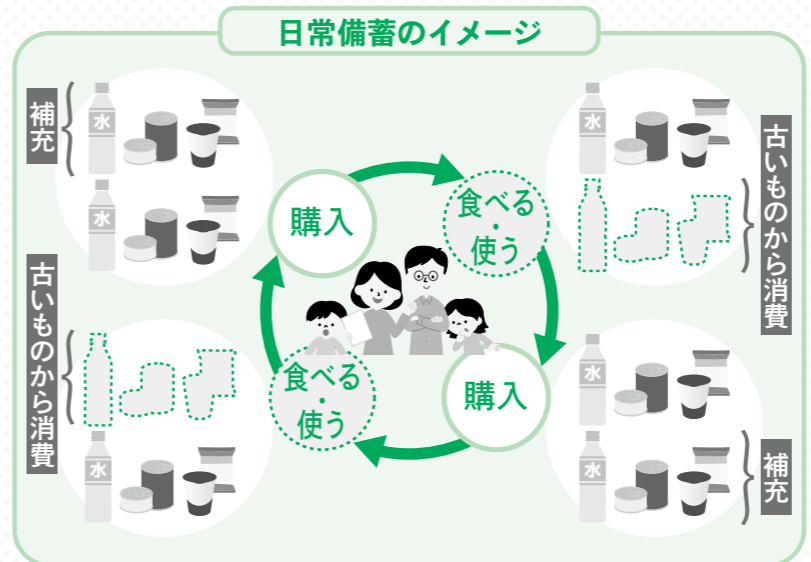 日常備蓄のイメージ
補充
水
水
購入
食べる
・
使う
水
古いものから消費
古いものから消費
水
食べる
・
使う
購入
水
水
補充